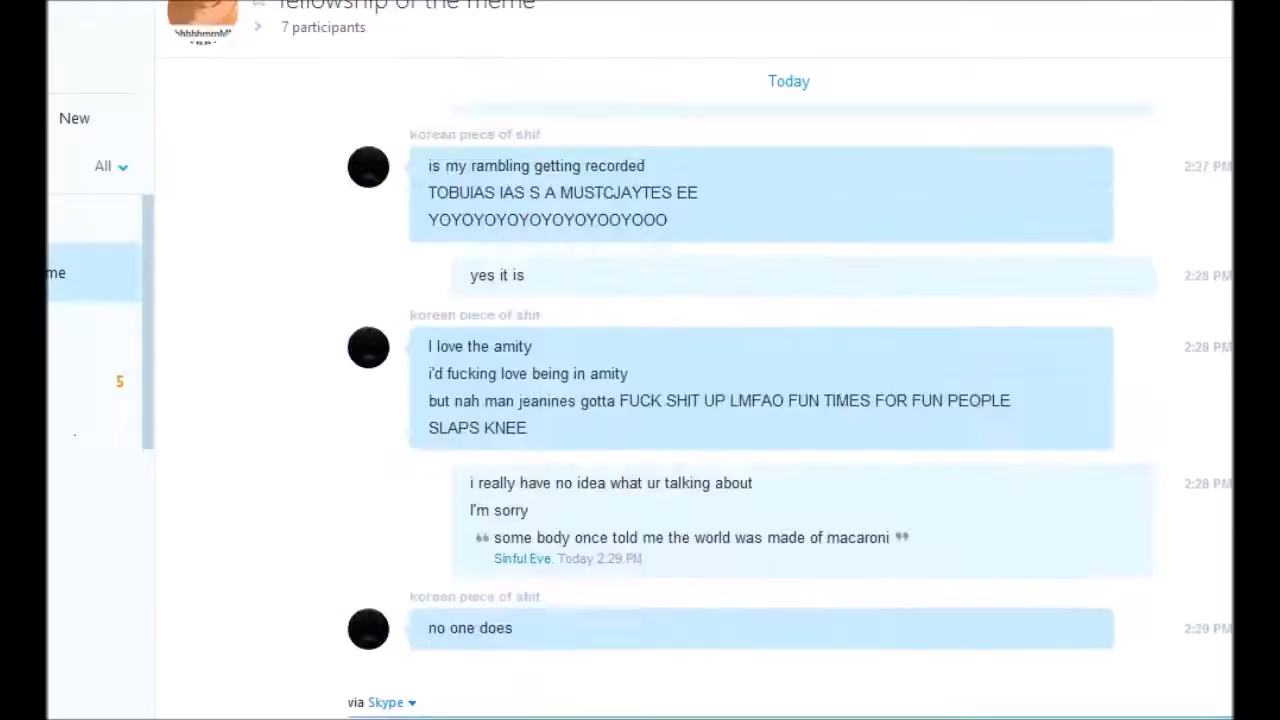 fellowship of the meme
7 participants
Today
New
All
korean piece of shit
is my rambling getting recorded
2:27 PM
TOBUIAS IAS S A MUSTCJAYTES EE
YOYOYOYOYOYOYOYOOYOOO
yes it is
2:28 PM
me
korean piece of shit
I love the amity
2:28 PM
i'd fucking love being in amity
5
but nah man jeanines gotta FUCK SHIT UP LMFAO FUN TIMES FOR FUN PEOPLE
SLAPS KNEE
i really have no idea what ur talking about
2:28 PM
I'm sorry
“ some body once told me the world was made of macaroni ”
Sinful Eve, Today 2:29 PM
korean piece of shit
no one does
2:29 PM
via Skype